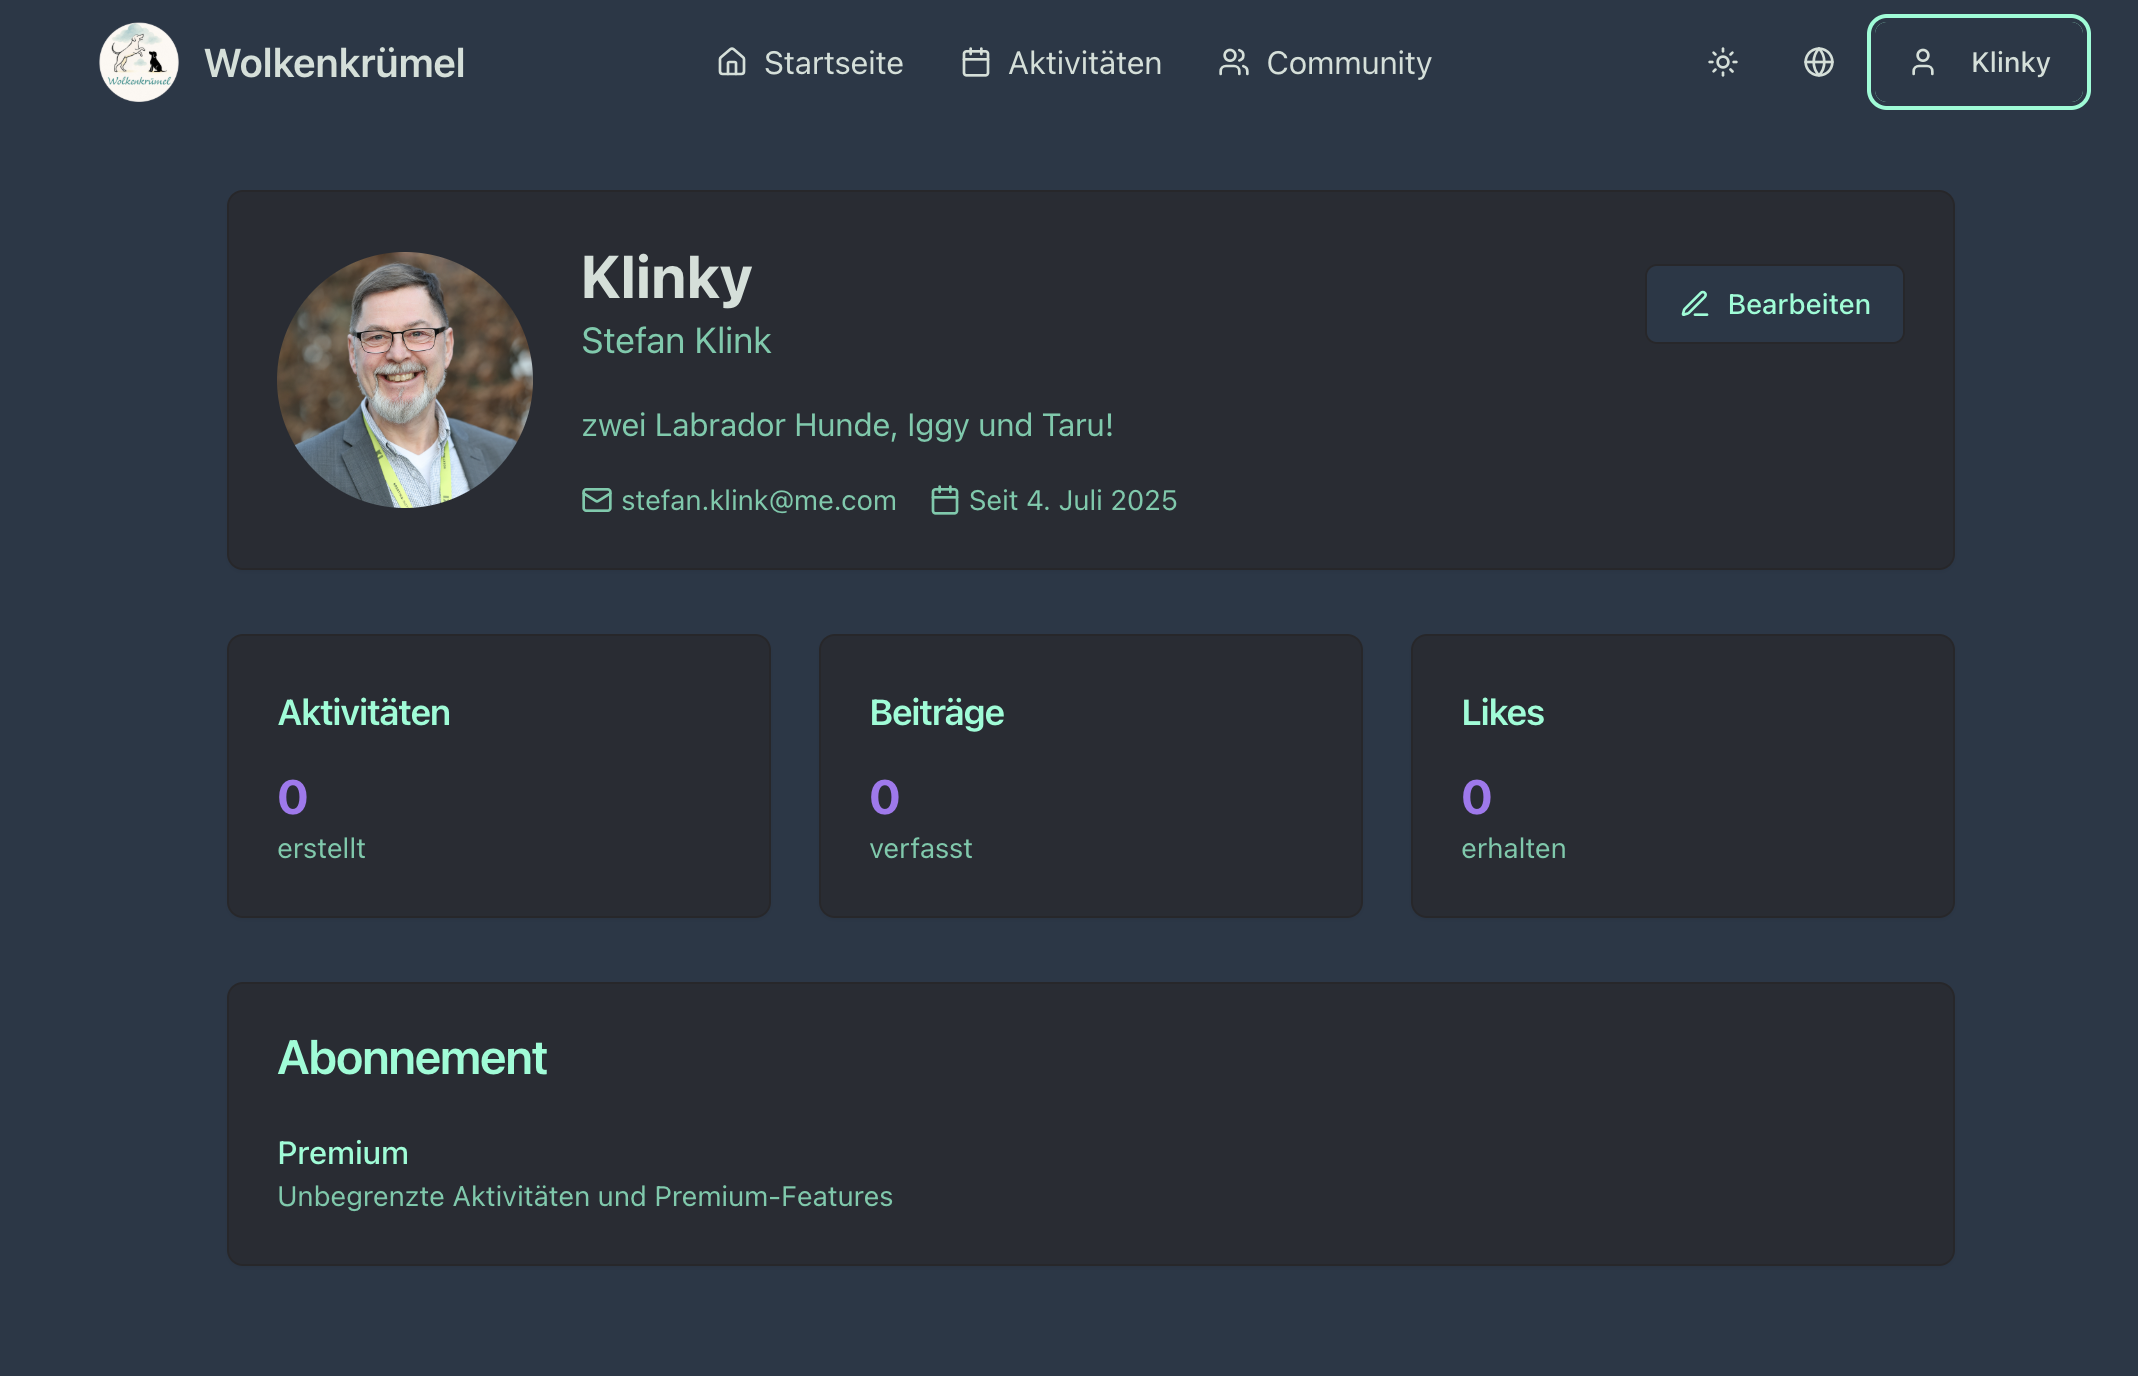 Wolkenkrümel
Wolkenkrümel
Startseite
Aktivitäten
Community
Klinky
Klinky
Stefan Klink
Bearbeiten
zwei Labrador Hunde, Iggy und Taru!
stefan.klink@me.com
Seit 4. Juli 2025
Aktivitäten
0
erstellt
Beiträge
0
verfasst
Likes
0
erhalten
Abonnement
Premium
Unbegrenzte Aktivitäten und Premium-Features